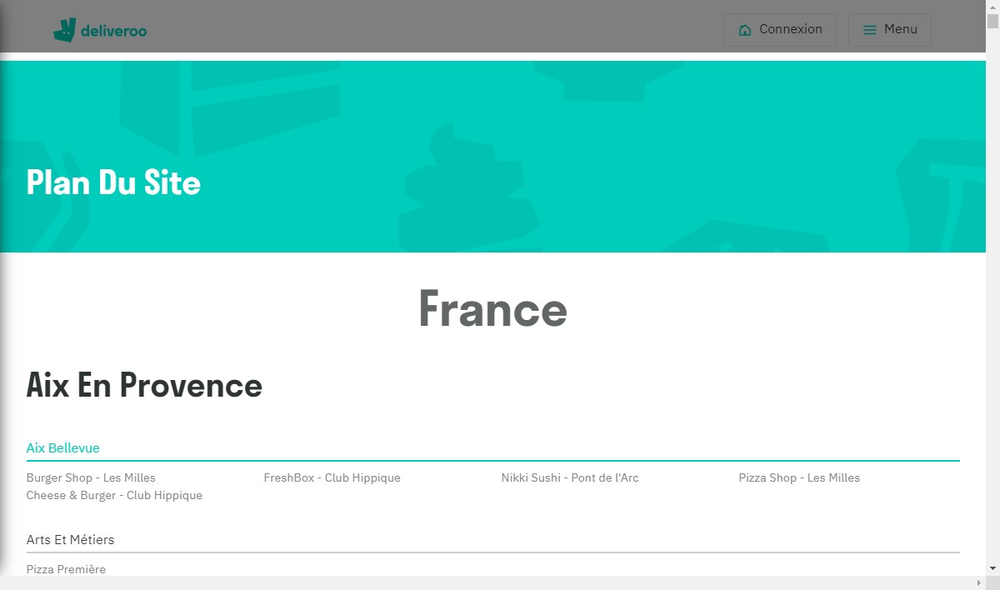 deliveroo
Connexion
Menu
Plan Du Site
France
Aix En Provence
Aix Bellevue
Burger Shop - Les Milles
FreshBox - Club Hippique
Nikki Sushi - Pont de l'Arc
Pizza Shop - Les Milles
Cheese & Burger - Club Hippique
Arts Et Métiers
Pizza Première